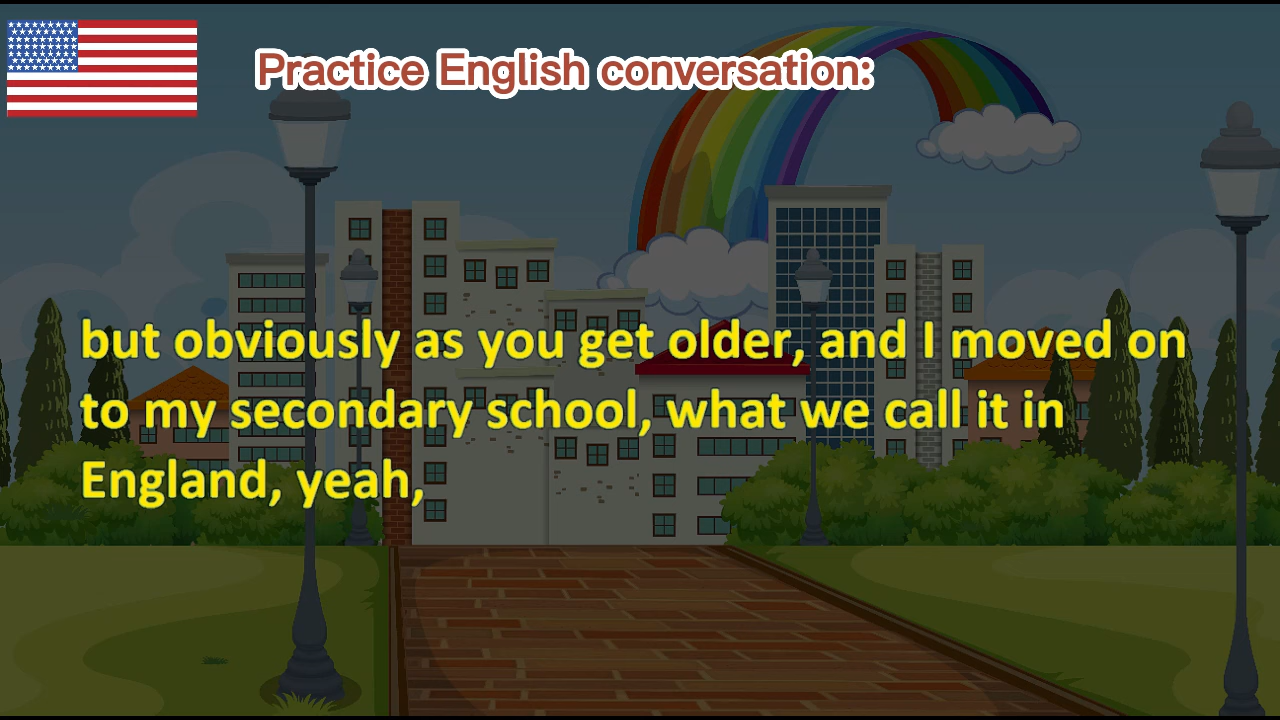 Practice English conversation:
but obviously as you get older, and I moved on
to my secondary school, what we call it in
England, yeah,